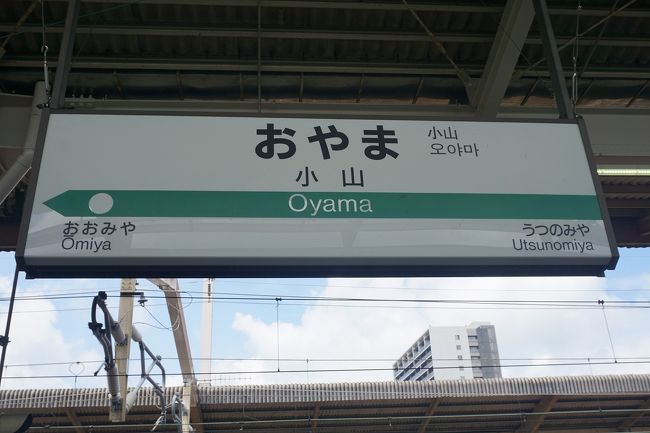 おやま
小山
오야마
小山
Oyama
おおみや
Ōmiya
うつのみや
Utsunomiya